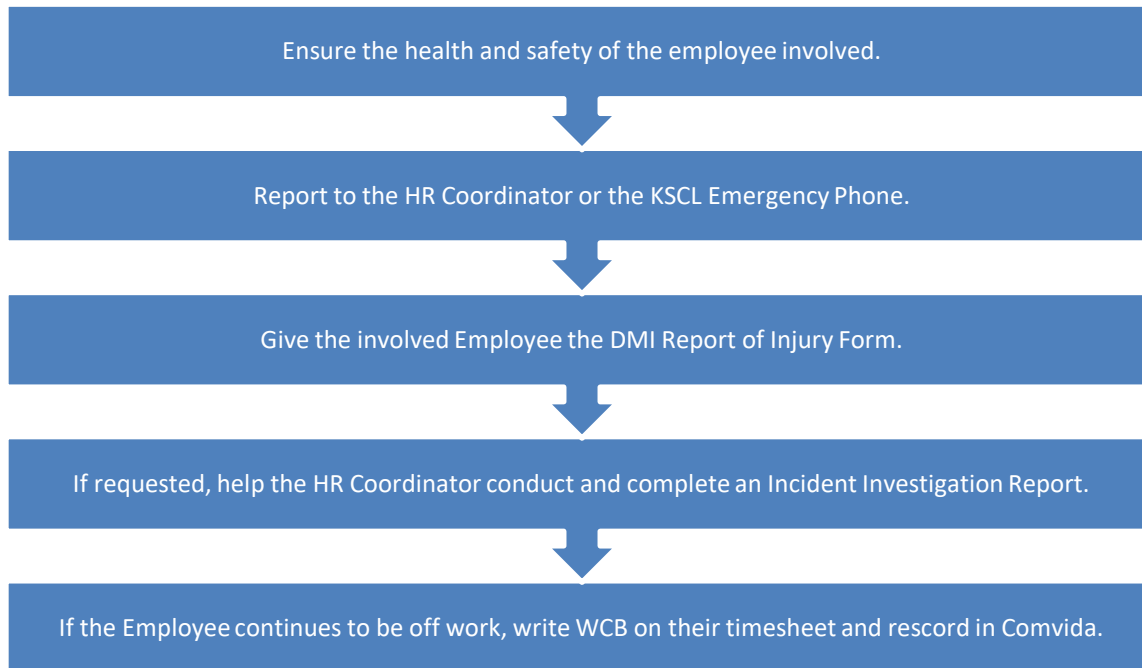 Ensure the health and safety of the employee involved.
Report to the HR Coordinator or the KSCL Emergency Phone.
Give the involved Employee the DMI Report of Injury Form.
If requested, help the HR Coordinator conduct and complete an Incident Investigation Report.
If the Employee continues to be off work, write WCB on their timesheet and rescord in Comvida.